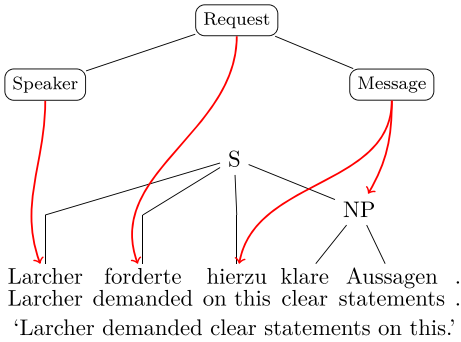 Request
Speaker Message
S
NP
Larcher forderte hierzu klare Aussagen .
Larcher demanded on this clear statements .
‘Larcher demanded clear statements on this.’